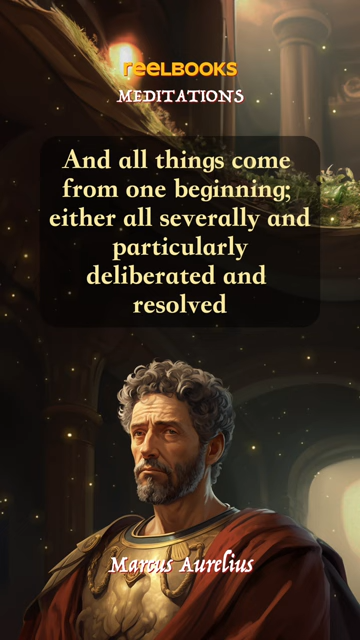 reelBOOKS
MEDITATIONS
And all things come
from one beginning;
either all severally and
particularly
deliberated and
resolved
Marcus Aurelius